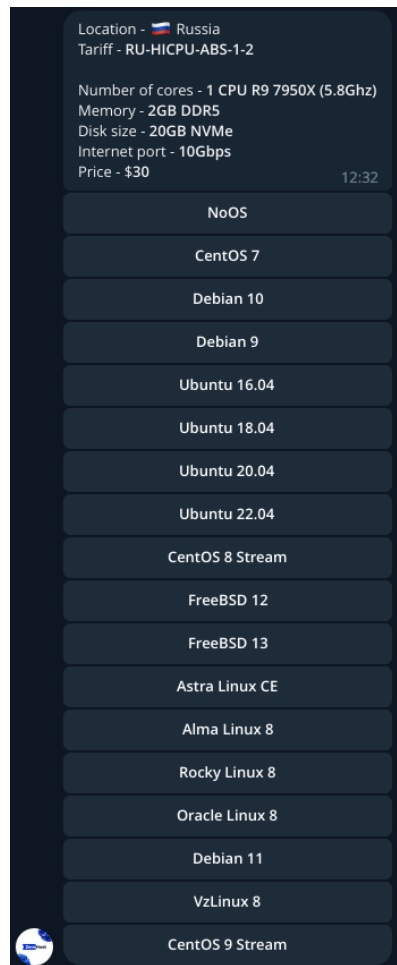 Location - Russia
Tariff - RU-HICPU-ABS-1-2
Number of cores - 1 CPU R9 7950X (5.8Ghz)
Memory - 2GB DDR5
Disk size - 20GB NVMe
Internet port - 10Gbps
Price - $30
12:32
NoOS
CentOS 7
Debian 10
Debian 9
Ubuntu 16.04
Ubuntu 18.04
Ubuntu 20.04
Ubuntu 22.04
CentOS 8 Stream
FreeBSD 12
FreeBSD 13
Astra Linux CE
Alma Linux 8
Rocky Linux 8
Oracle Linux 8
Debian 11
VzLinux 8
CentOS 9 Stream